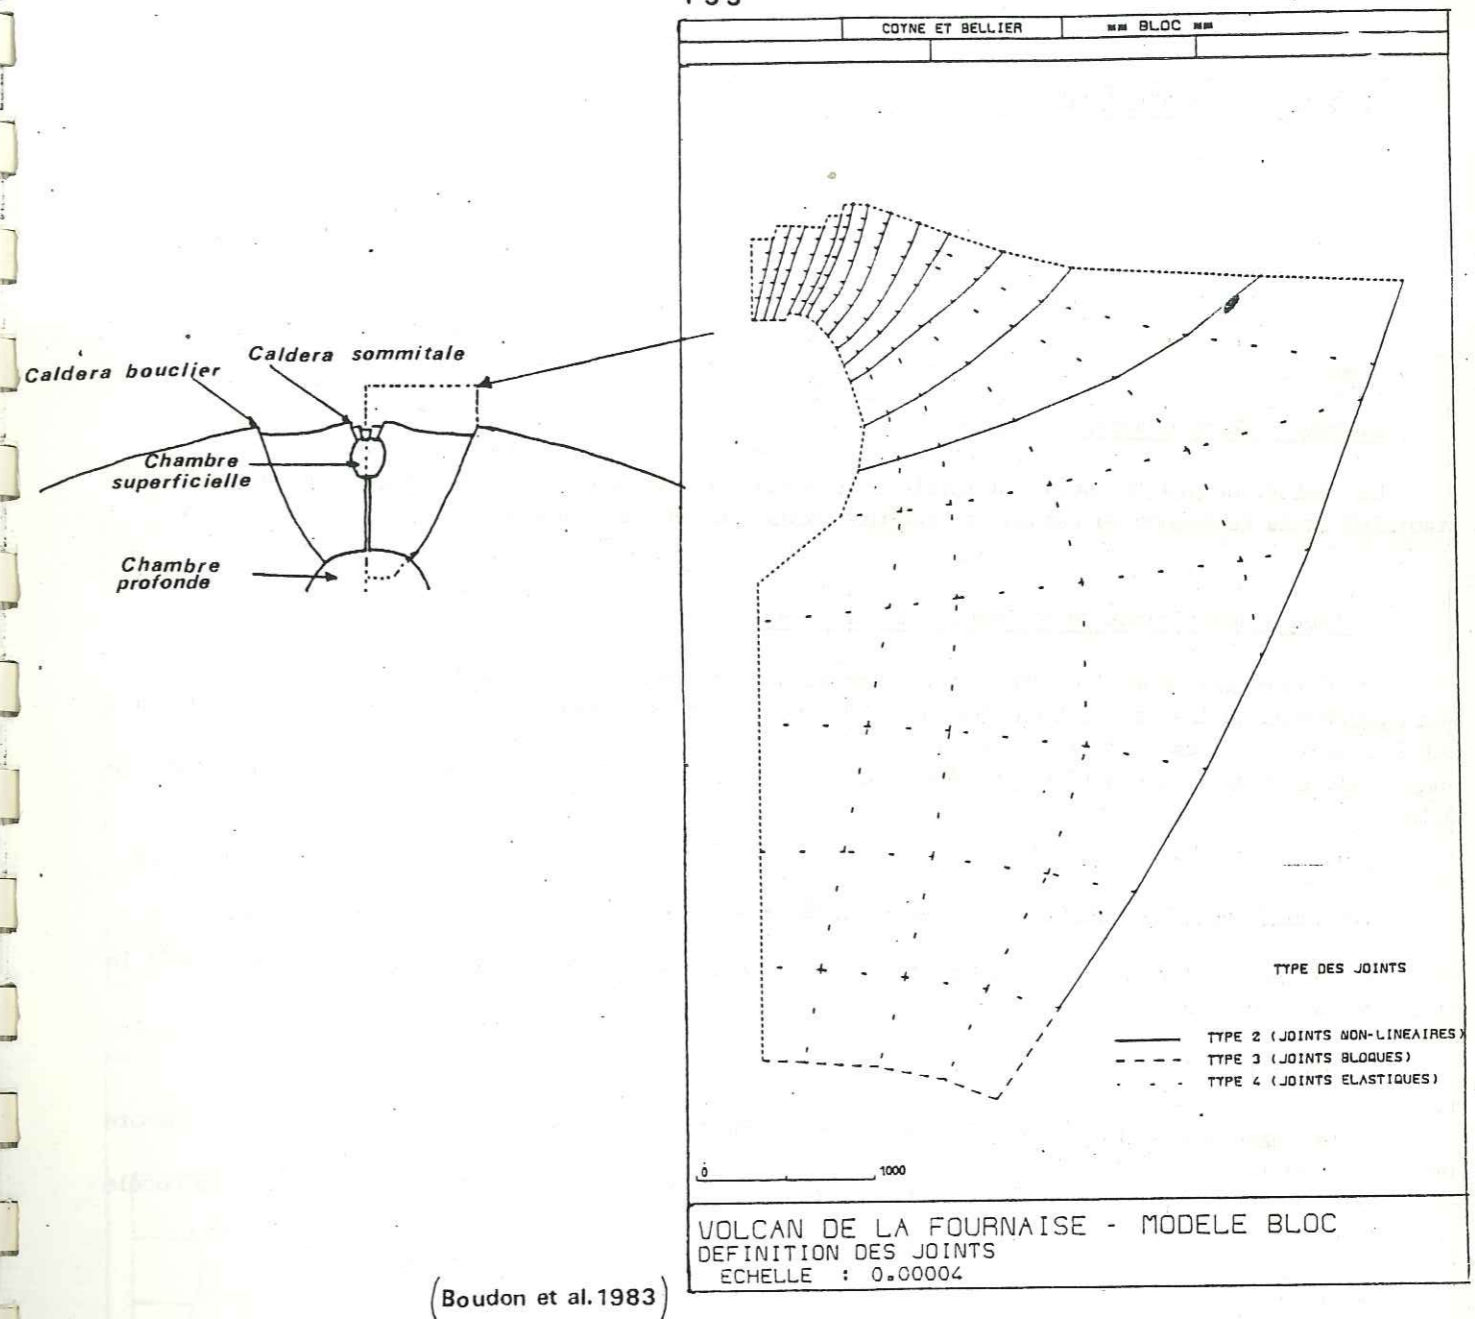 COYNE ET BELLIER
** BLOC **
Caldera bouclier
Caldera sommitale
Chambre
superficielle
Chambre
profonde
TYPE DES JOINTS
TYPE 2 (JOINTS NON-LINEAIRES)
TYPE 3 (JOINTS BLOQUES)
TYPE 4 (JOINTS ELASTIQUES)
0
1000
VOLCAN DE LA FOURNAISE - MODELE BLOC
DEFINITION DES JOINTS
ECHELLE : 0.00004
(Boudon et al. 1983)